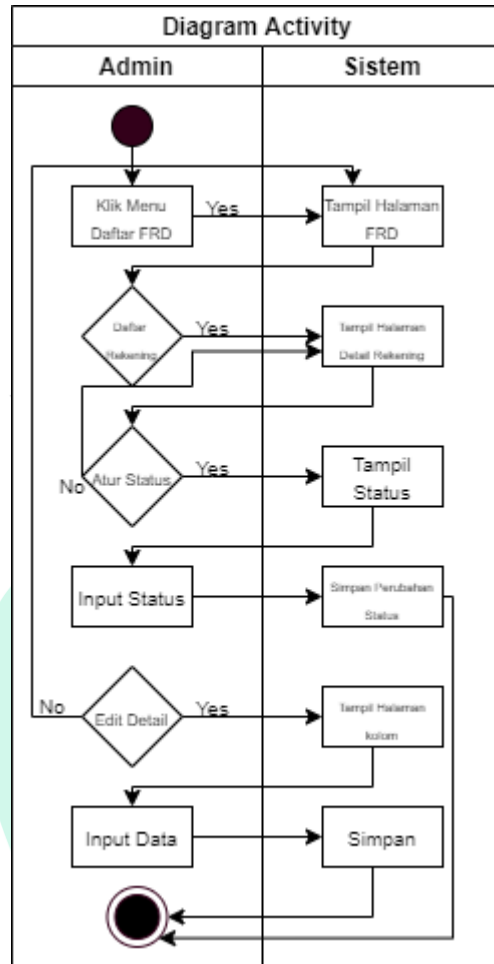 Diagram Activity
Admin
Sistem
Klik Menu
Daftar FRD
Yes
Tampil Halaman
FRD
Daftar
Rekening
Yes
Tampil Halaman
Detail Rekening
No
Atur Status
Yes
Tampil
Status
Input Status
Simpan Perubahan
Status
No
Edit Detail
Yes
Tampil Halaman
kolom
Input Data
Simpan